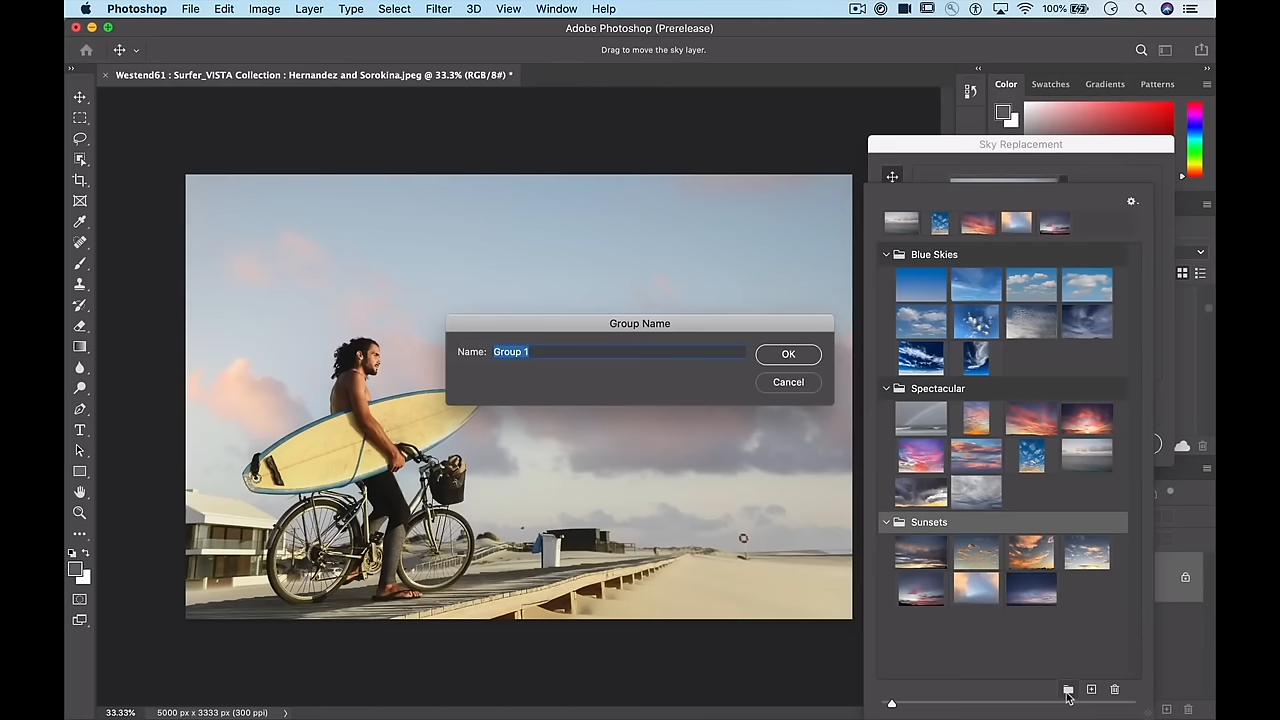 Photoshop File Edit Image Layer Type Select Filter 3D View Window Help 100%
Adobe Photoshop (Prerelease)
Drag to move the sky layer.
Westend61 : Surfer_VISTA Collection : Hernandez and Sorokina.jpeg @ 33.3% (RGB/8#) *
Color Swatches Gradients Patterns
Sky Replacement
Blue Skies
Group Name
Name: Group 1
OK
Cancel
Spectacular
Sunsets
33.33% 5000 px x 3333 px (300 ppi)